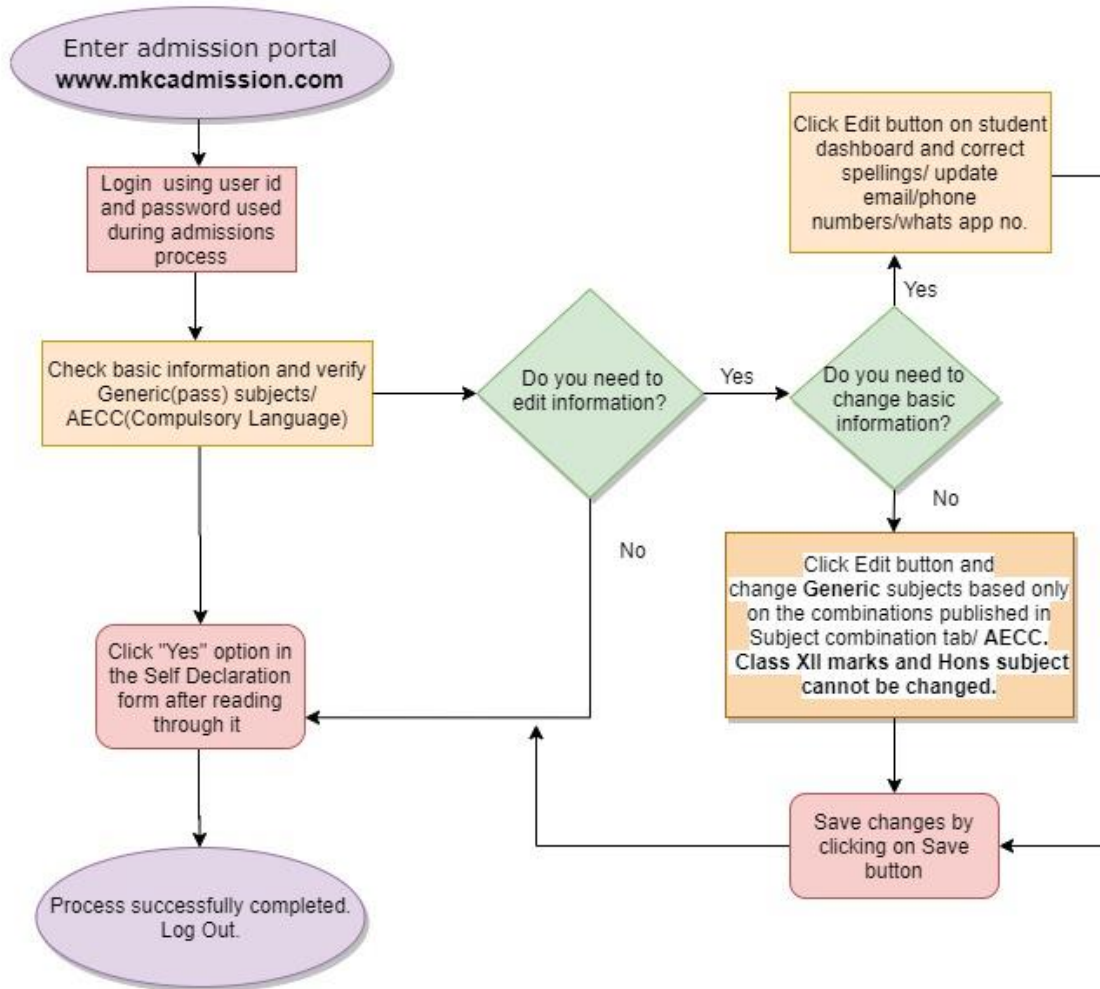 Enter admission portal
www.mkcadmission.com
Login using user id
and password used
during admissions
process
Check basic information and verify
Generic(pass) subjects/
AECC(Compulsory Language)
Do you need to
edit information?
Yes
No
Do you need to
change basic
information?
Yes
Click Edit button on student
dashboard and correct
spellings/ update
email/phone
numbers/whats app no.
No
Click Edit button and
change Generic subjects based only
on the combinations published in
Subject combination tab/ AECC.
Class XII marks and Hons subject
cannot be changed.
Save changes by
clicking on Save
button
Click "Yes" option in
the Self Declaration
form after reading
through it
Process successfully completed.
Log Out.